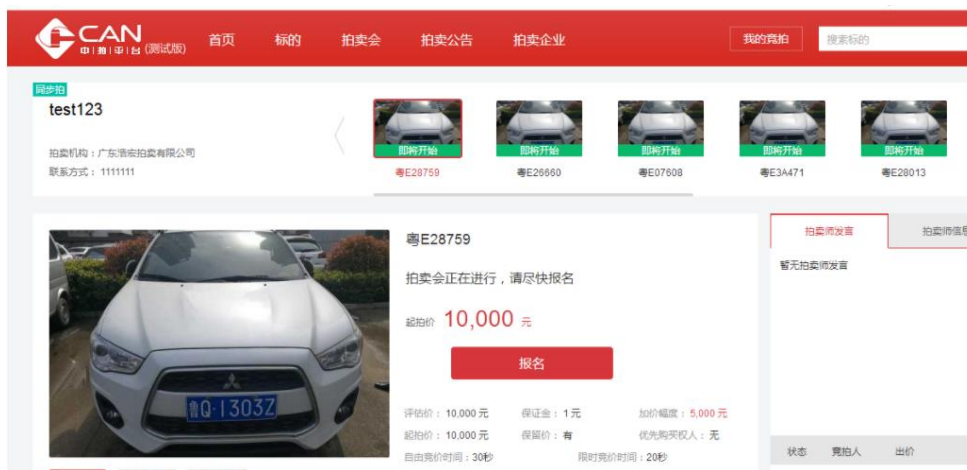 CAN
中|拍|平|台 (测试版)
首页 标的 拍卖会 拍卖公告 拍卖企业 我的竞拍 搜索标的
同步拍
test123
拍卖机构：广东浩宏拍卖有限公司
联系方式： 1111111
即将开始 即将开始 即将开始 即将开始 即将开始
粤E28759 粤E26660 粤E07608 粤E3A471 粤E28013
粤E28759
拍卖会正在进行，请尽快报名
起拍价 10,000 元
报名
评估价： 10,000 元 保证金： 1 元 加价幅度： 5,000 元
起拍价： 10,000 元 保留价： 有 优先购买权人： 无
自由竞价时间：30秒 限时竞价时间：20秒
鲁Q·1303Z
拍卖师发言 拍卖师信息
暂无拍卖师发言
状态 竞拍人 出价